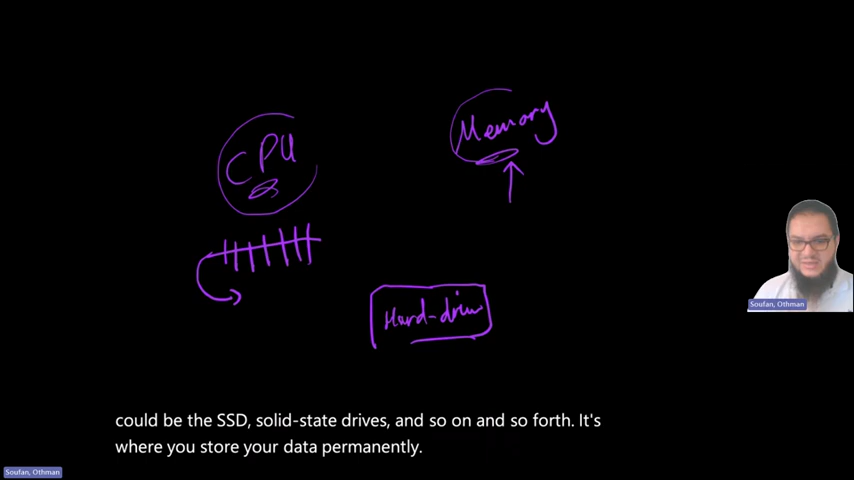 CPU
Memory
Hard-drive
Soufan, Othman
could be the SSD, solid-state drives, and so on and so forth. It's
where you store your data permanently.
Soufan, Othman